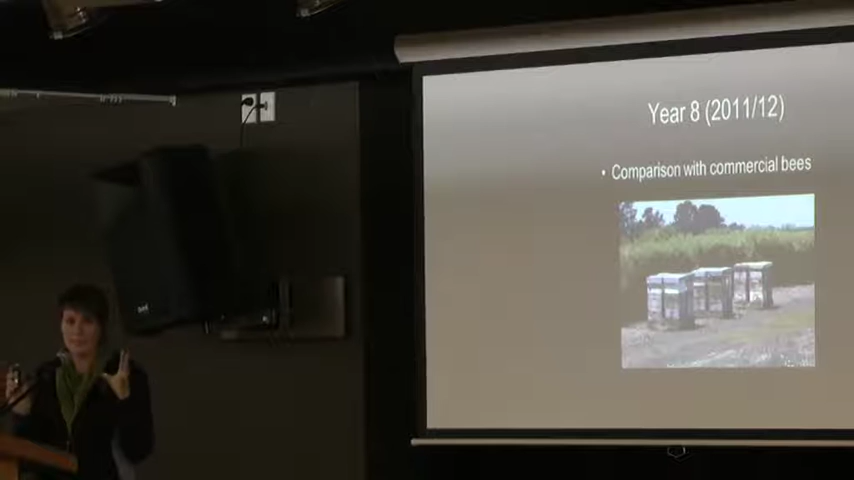 Year 8 (2011/12)
• Comparison with commercial bees